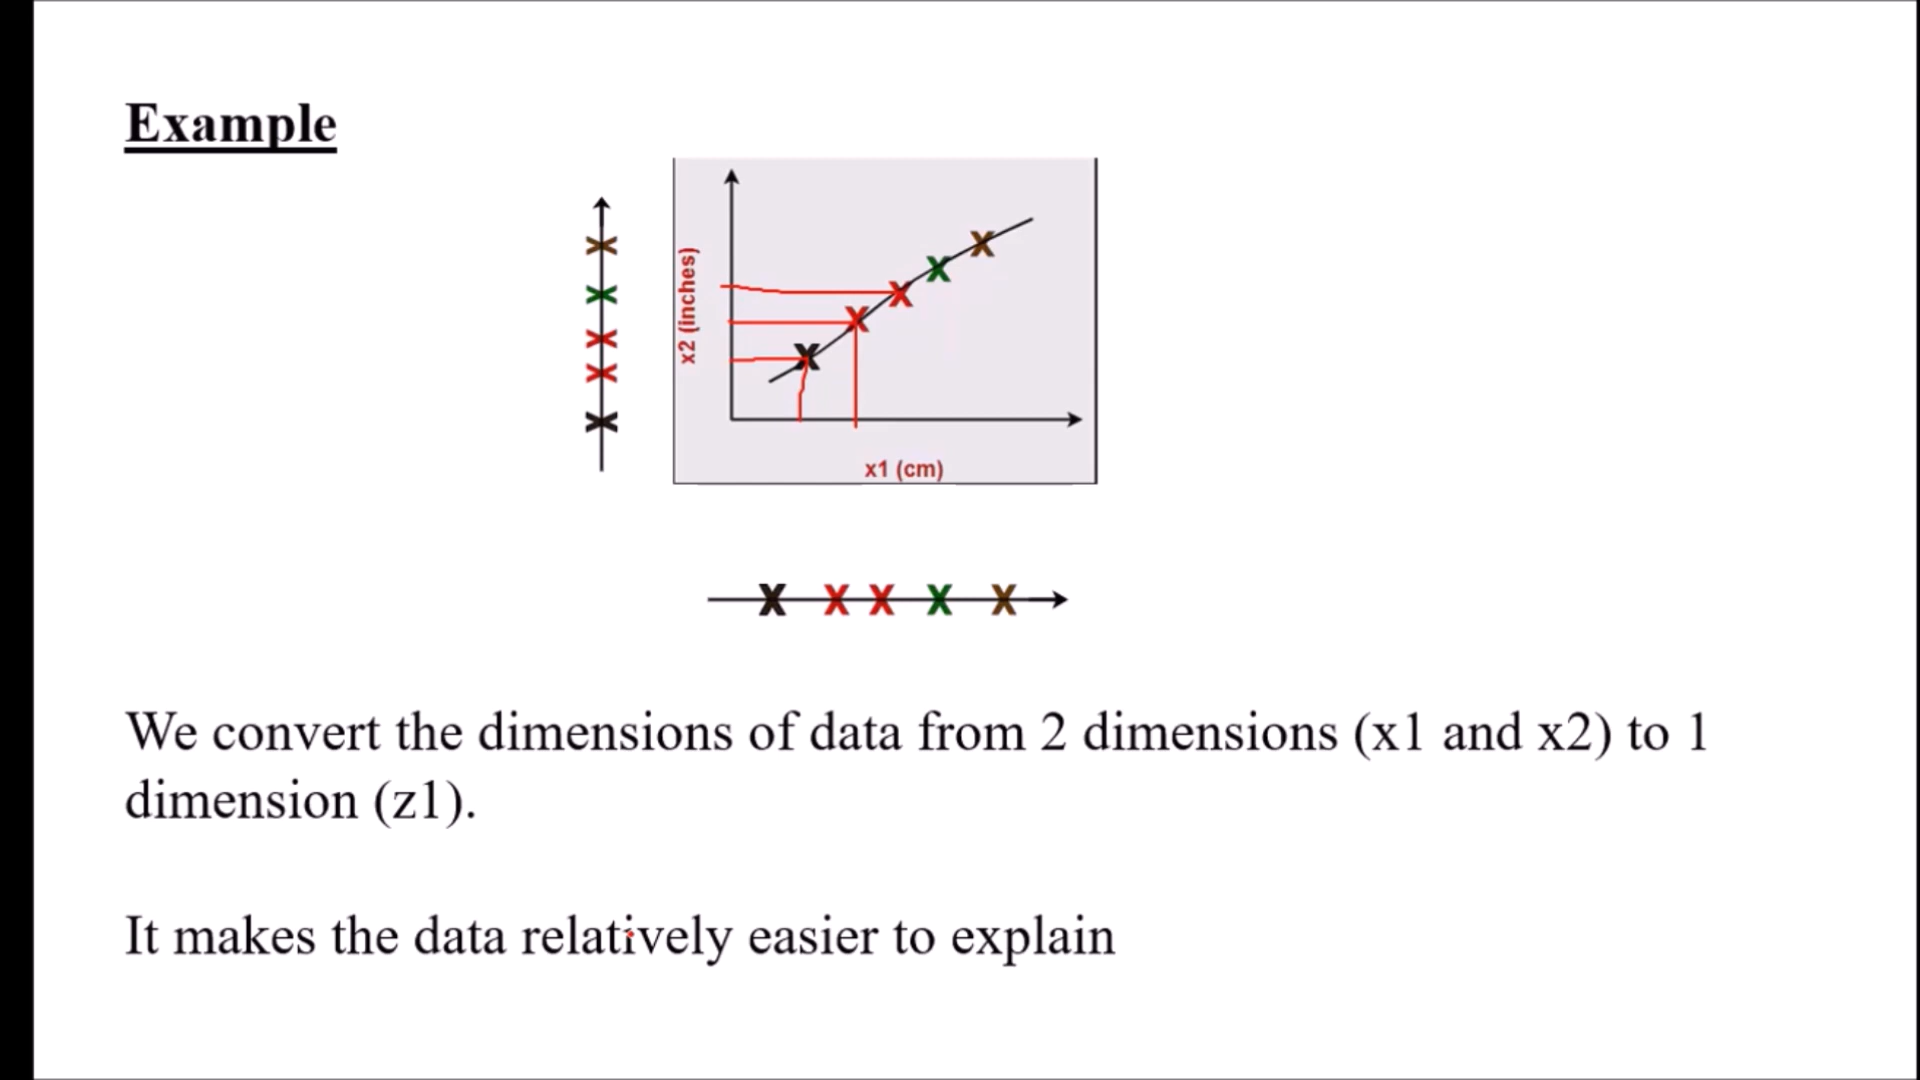 Example
x2 (inches)
x1 (cm)
We convert the dimensions of data from 2 dimensions (x1 and x2) to 1
dimension (z1).
It makes the data relatively easier to explain